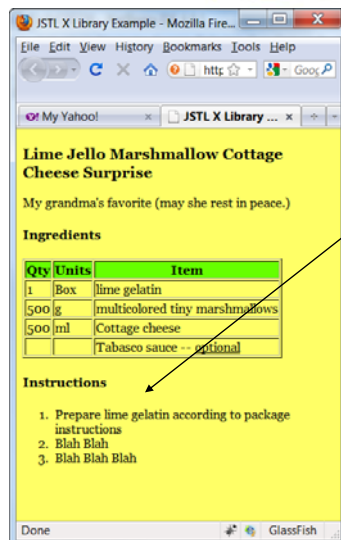 JSTL X Library Example - Mozilla Fire...
File Edit View History Bookmarks Tools Help
http
Goog
My Yahoo! x JSTL X Library ... x
Lime Jello Marshmallow Cottage
Cheese Surprise
My grandma's favorite (may she rest in peace.)
Ingredients
Qty Units Item
1 Box lime gelatin
500 g multicolored tiny marshmallows
500 ml Cottage cheese
Tabasco sauce -- optional
Instructions
1. Prepare lime gelatin according to package
instructions
2. Blah Blah
3. Blah Blah Blah
Done GlassFish